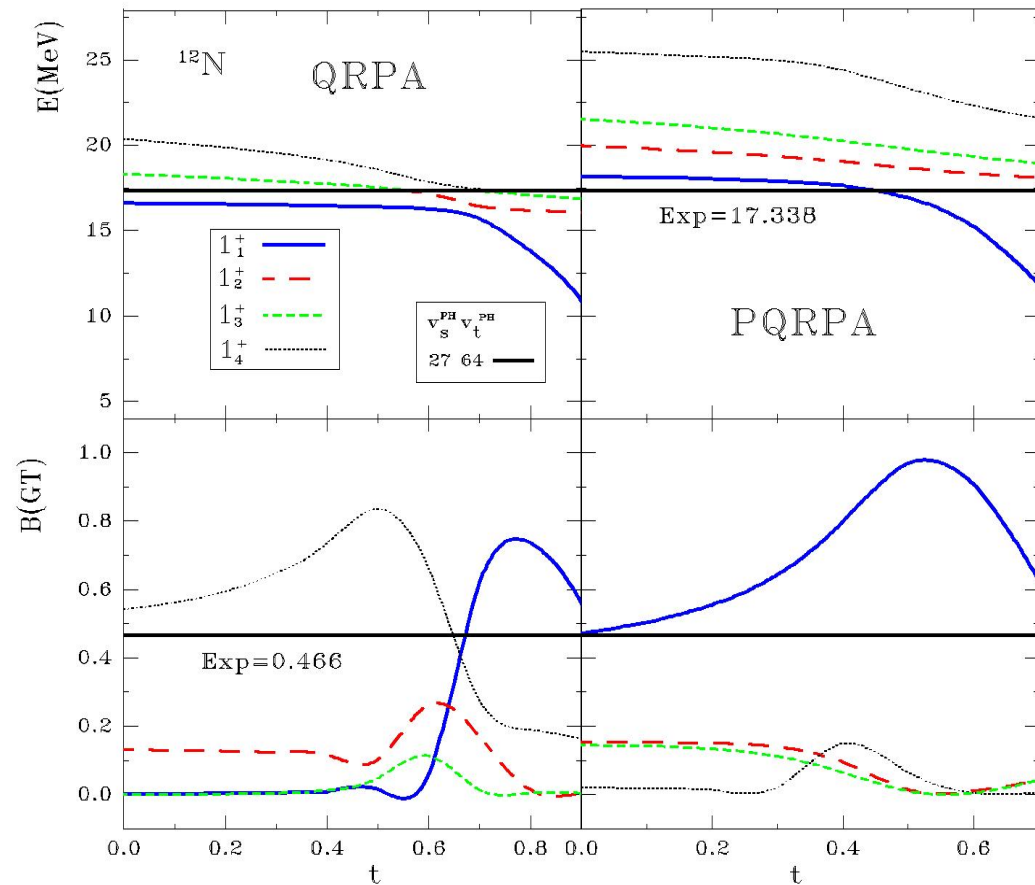 E(MeV)
25
20
15
10
5
¹²N
QRPA
1⁺₁
1⁺₂
1⁺₃
1⁺₄
v_s^PH v_t^PH
27 64
Exp=17.338
PQRPA
B(GT)
1.0
0.8
0.6
0.4
0.2
0.0
Exp=0.466
0.0 0.2 0.4 0.6 0.8 0.0 0.2 0.4 0.6
t t